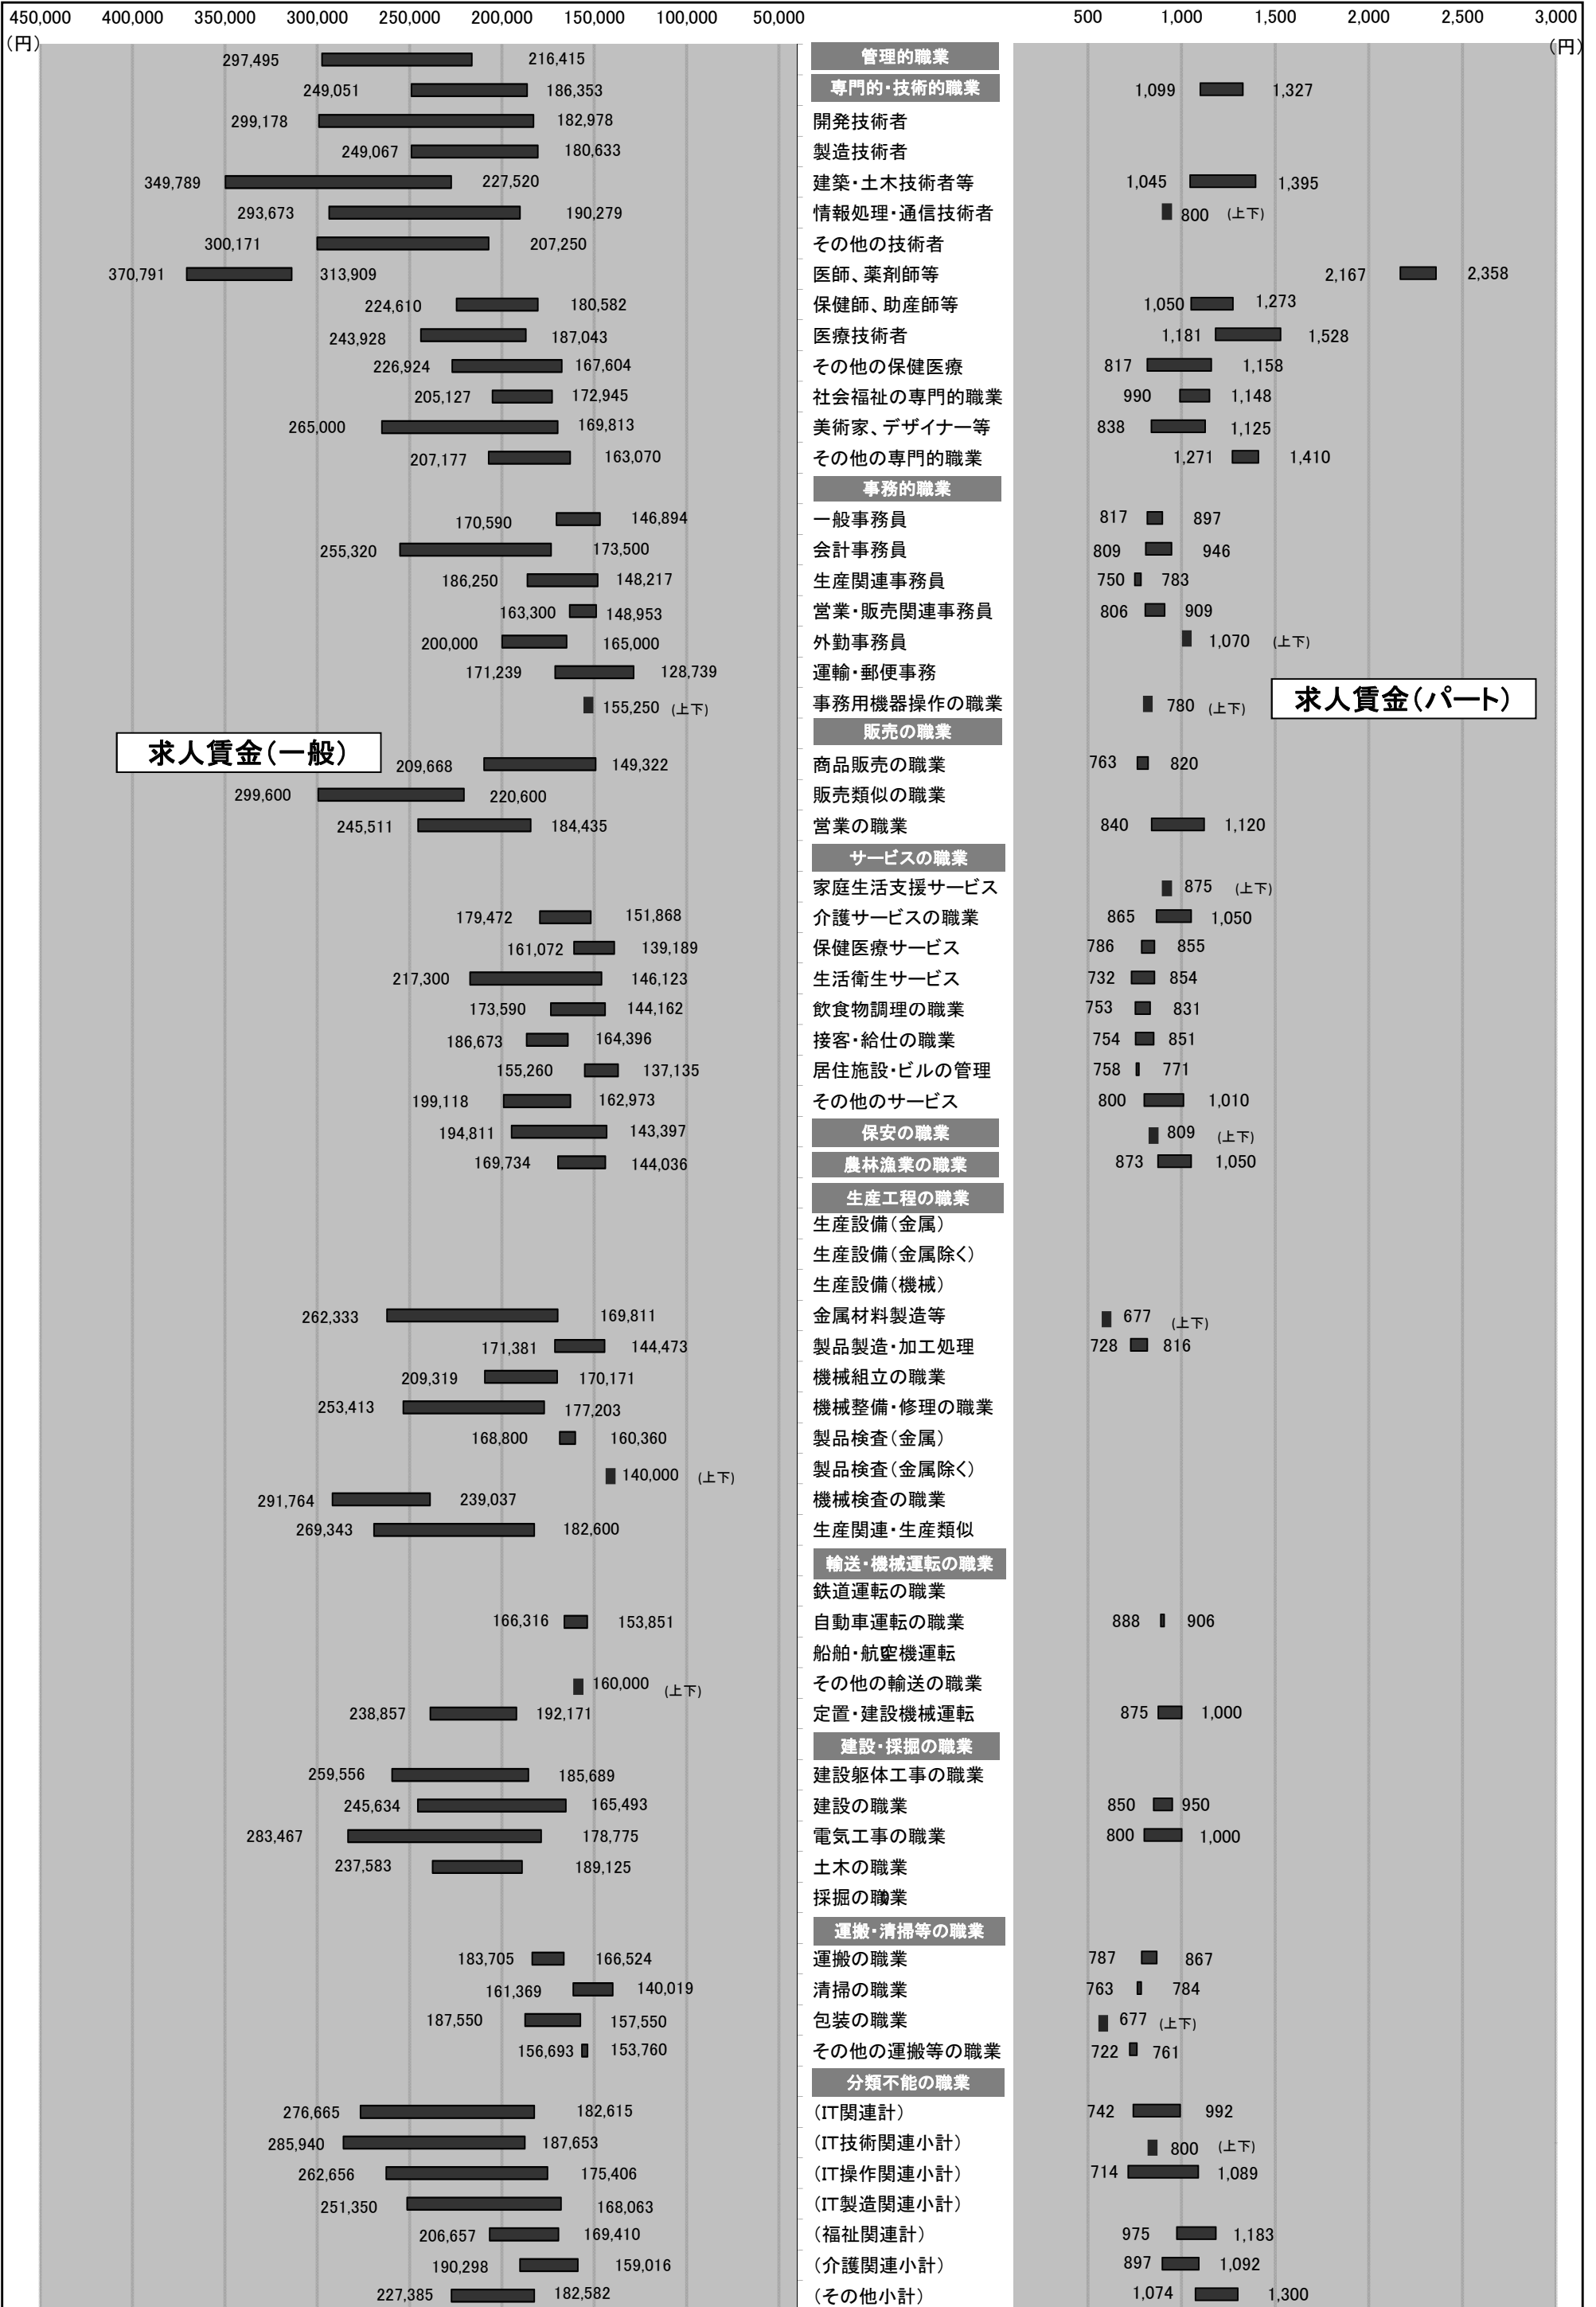 450,000 400,000 350,000 300,000 250,000 200,000 150,000 100,000 50,000 500 1,000 1,500 2,000 2,500 3,000
(円) (円)
297,495 216,415 管理的職業
249,051 186,353 専門的・技術的職業 1,099 1,327
299,178 182,978 開発技術者
249,067 180,633 製造技術者
349,789 227,520 建築・土木技術者等 1,045 1,395
293,673 190,279 情報処理・通信技術者 800 (上下)
300,171 207,250 その他の技術者
370,791 313,909 医師、薬剤師等 2,167 2,358
224,610 180,582 保健師、助産師等 1,050 1,273
243,928 187,043 医療技術者 1,181 1,528
226,924 167,604 その他の保健医療 817 1,158
205,127 172,945 社会福祉の専門的職業 990 1,148
265,000 169,813 美術家、デザイナー等 838 1,125
207,177 163,070 その他の専門的職業 1,271 1,410
事務的職業
170,590 146,894 一般事務員 817 897
255,320 173,500 会計事務員 809 946
186,250 148,217 生産関連事務員 750 783
163,300 148,953 営業・販売関連事務員 806 909
200,000 165,000 外勤事務員 1,070 (上下)
171,239 128,739 運輸・郵便事務
155,250 (上下) 事務用機器操作の職業 780 (上下)
求人賃金(パート)
販売の職業
求人賃金(一般)
209,668 149,322 商品販売の職業 763 820
299,600 220,600 販売類似の職業
245,511 184,435 営業の職業 840 1,120
サービスの職業
家庭生活支援サービス 875 (上下)
179,472 151,868 介護サービスの職業 865 1,050
161,072 139,189 保健医療サービス 786 855
217,300 146,123 生活衛生サービス 732 854
173,590 144,162 飲食物調理の職業 753 831
186,673 164,396 接客・給仕の職業 754 851
155,260 137,135 居住施設・ビルの管理 758 771
199,118 162,973 その他のサービス 800 1,010
194,811 143,397 保安の職業 809 (上下)
169,734 144,036 農林漁業の職業 873 1,050
生産工程の職業
生産設備(金属)
生産設備(金属除く)
生産設備(機械)
262,333 169,811 金属材料製造等 677 (上下)
171,381 144,473 製品製造・加工処理 728 816
209,319 170,171 機械組立の職業
253,413 177,203 機械整備・修理の職業
168,800 160,360 製品検査(金属)
140,000 (上下) 製品検査(金属除く)
291,764 239,037 機械検査の職業
269,343 182,600 生産関連・生産類似
輸送・機械運転の職業
鉄道運転の職業
166,316 153,851 自動車運転の職業 888 906
船舶・航空機運転
160,000 (上下) その他の輸送の職業
238,857 192,171 定置・建設機械運転 875 1,000
建設・採掘の職業
259,556 185,689 建設躯体工事の職業
245,634 165,493 建設の職業 850 950
283,467 178,775 電気工事の職業 800 1,000
237,583 189,125 土木の職業
採掘の職業
運搬・清掃等の職業
183,705 166,524 運搬の職業 787 867
161,369 140,019 清掃の職業 763 784
187,550 157,550 包装の職業 677 (上下)
156,693 153,760 その他の運搬等の職業 722 761
分類不能の職業
276,665 182,615 (IT関連計) 742 992
285,940 187,653 (IT技術関連小計) 800 (上下)
262,656 175,406 (IT操作関連小計) 714 1,089
251,350 168,063 (IT製造関連小計)
206,657 169,410 (福祉関連計) 975 1,183
190,298 159,016 (介護関連小計) 897 1,092
227,385 182,582 (その他小計) 1,074 1,300